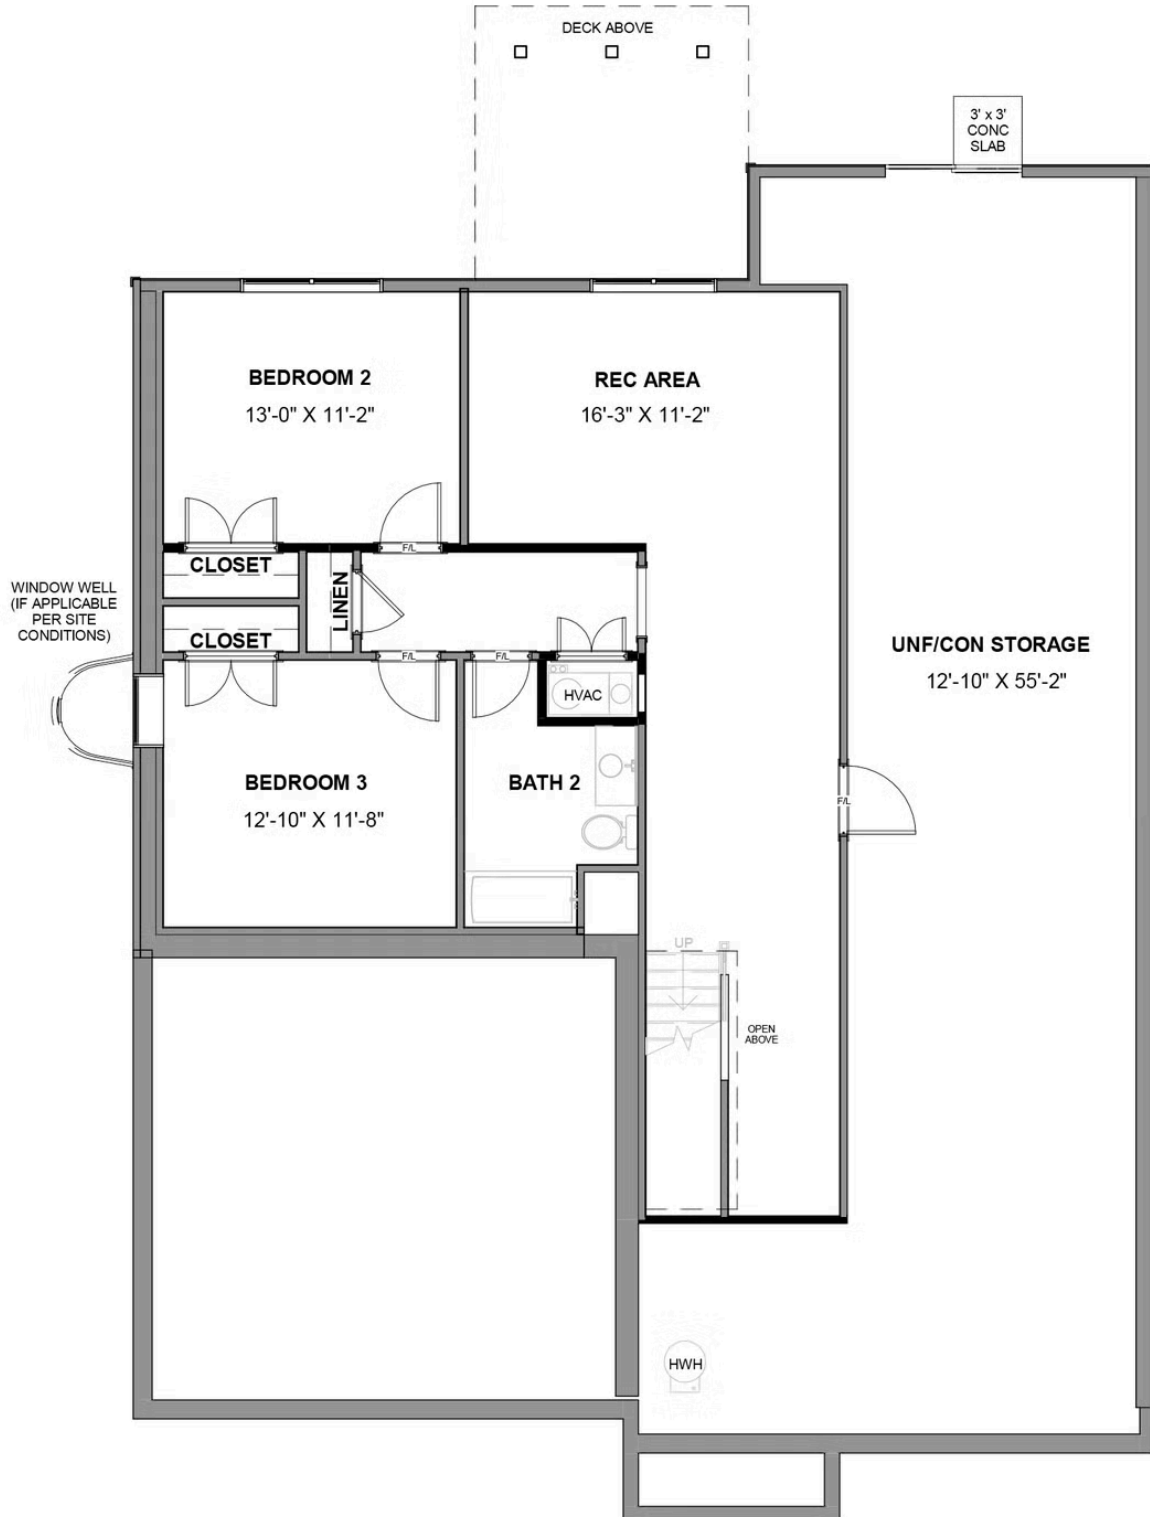 DECK ABOVE
3' x 3'
CONC
SLAB
BEDROOM 2
13'-0" X 11'-2"
REC AREA
16'-3" X 11'-2"
F/L
CLOSET
LINEN
WINDOW WELL
(IF APPLICABLE
PER SITE
CONDITIONS)
CLOSET
F/L
F/L
UNF/CON STORAGE
12'-10" X 55'-2"
HVAC
BEDROOM 3
12'-10" X 11'-8"
BATH 2
F/L
UP
OPEN
ABOVE
HWH